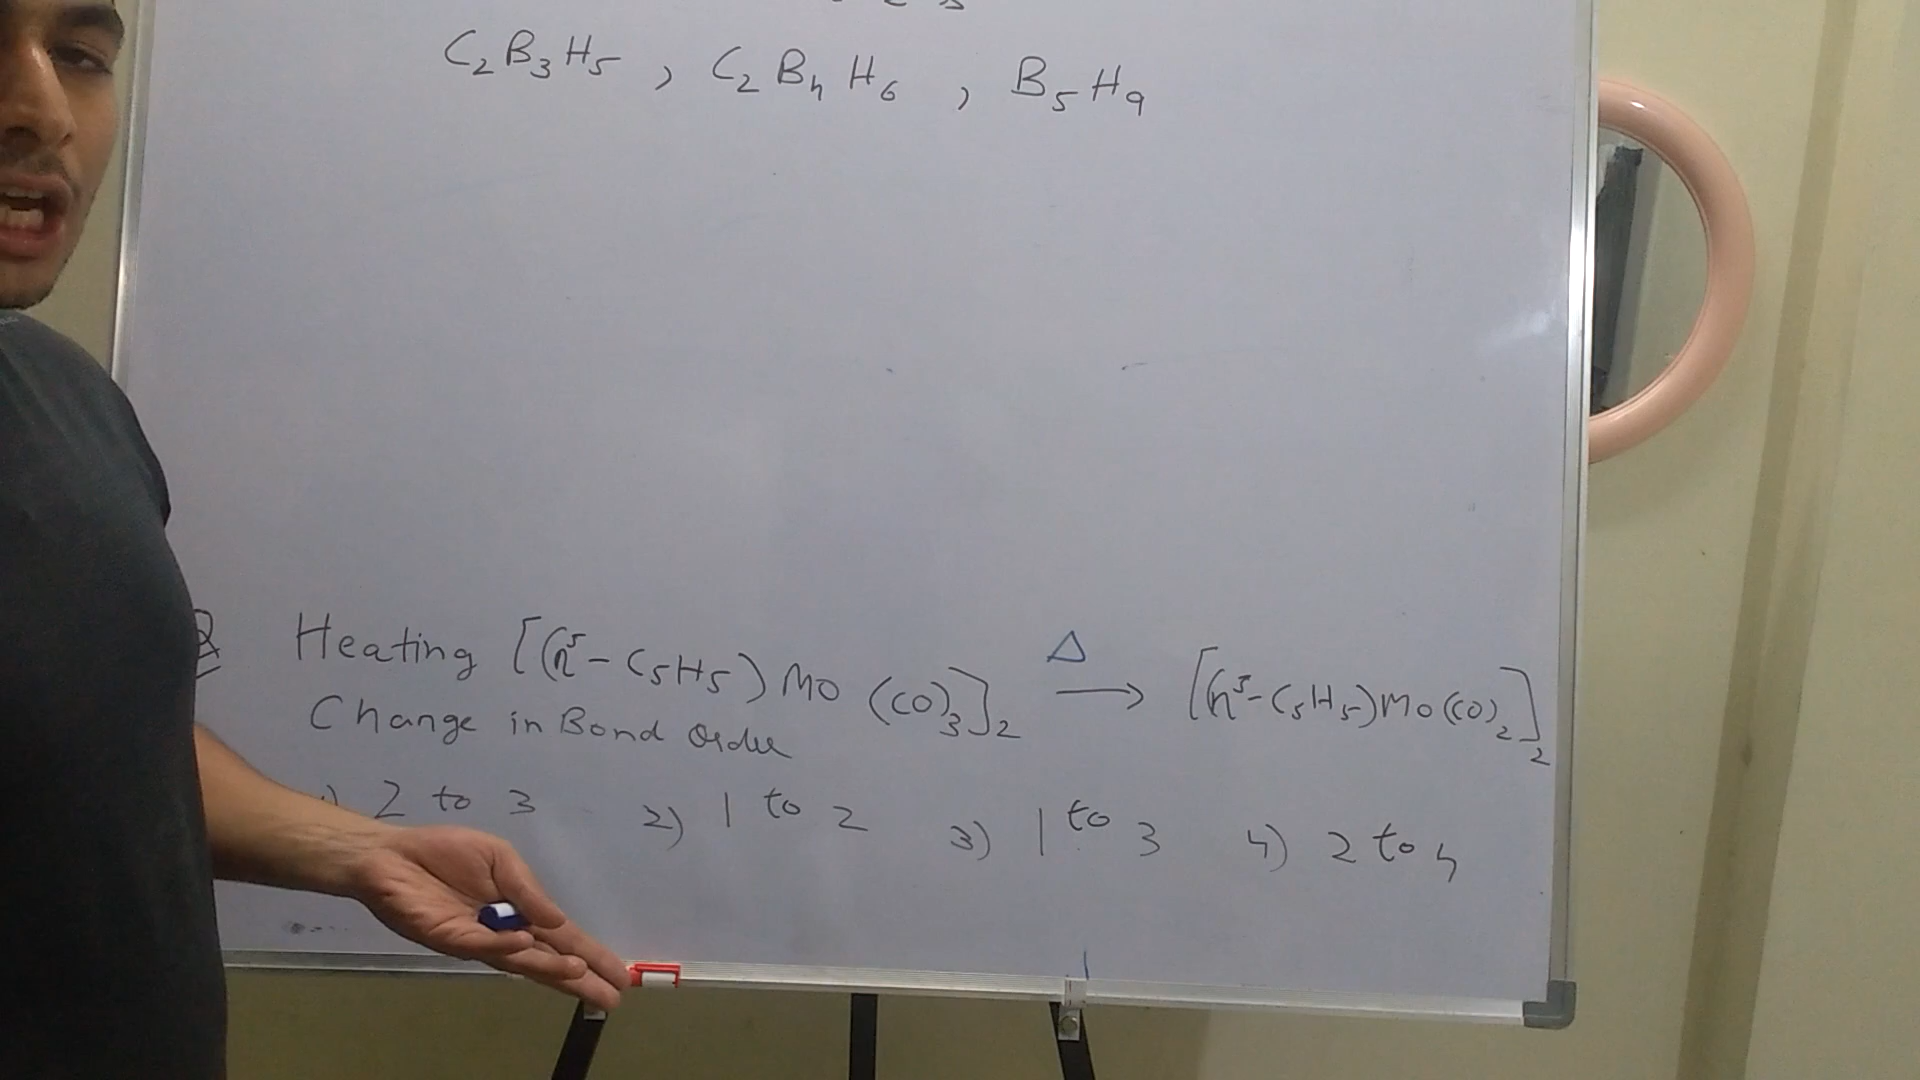 C2B3H5 , C2B4H6 , B5H9
Q Heating [(η5-C5H5)Mo(CO)3]2 Δ→ [(η5-C5H5)Mo(CO)2]2
Change in Bond Order
1) 2 to 3 2) 1 to 2 3) 1 to 3 4) 2 to 4